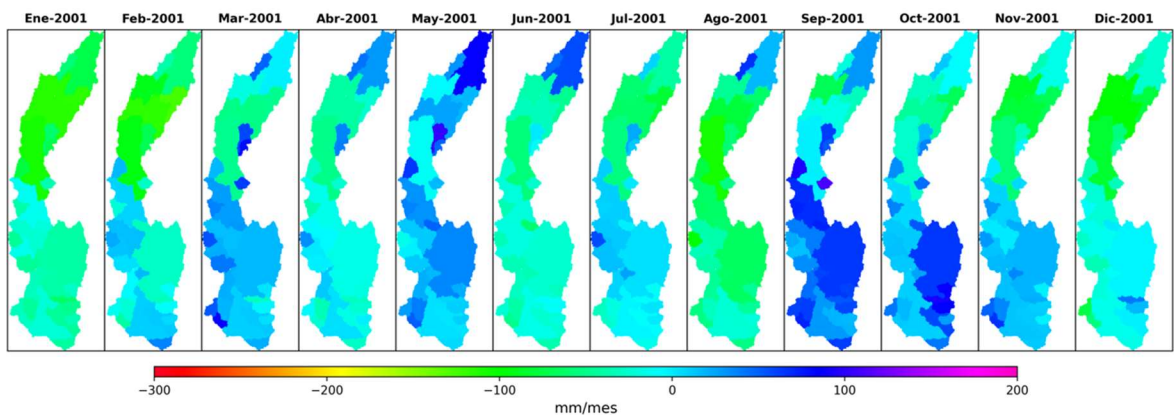 Ene-2001 Feb-2001 Mar-2001 Abr-2001 May-2001 Jun-2001 Jul-2001 Ago-2001 Sep-2001 Oct-2001 Nov-2001 Dic-2001
−300 −200 −100 0 100 200
mm/mes